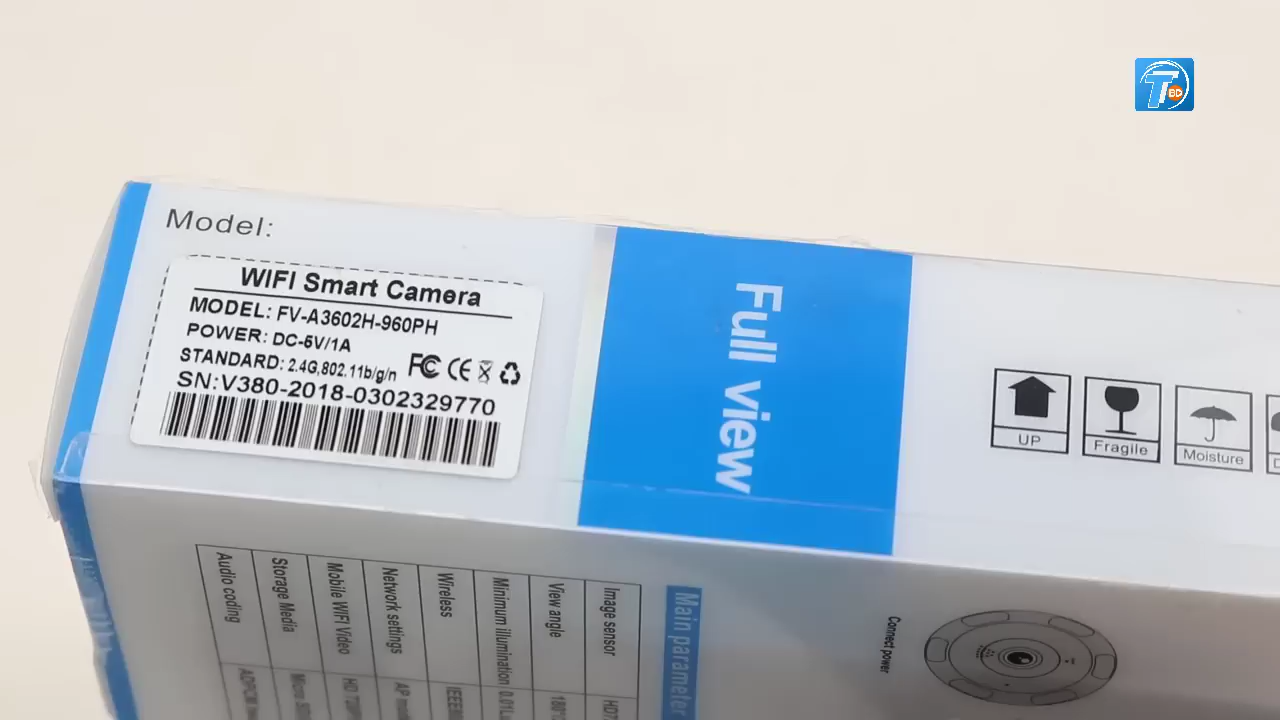 T BD
Model:
WIFI Smart Camera
MODEL: FV-A3602H-960PH
POWER: DC-5V/1A
STANDARD: 2.4G,802.11b/g/n FC CE
SN:V380-2018-0302329770
Full view
UP
Fragile
Moisture
Main parameter
Image sensor
View angle 180°
Minimum illumination
Wireless
Network settings
Mobile WIFI Video
Storage Media
Audio coding
Connect power